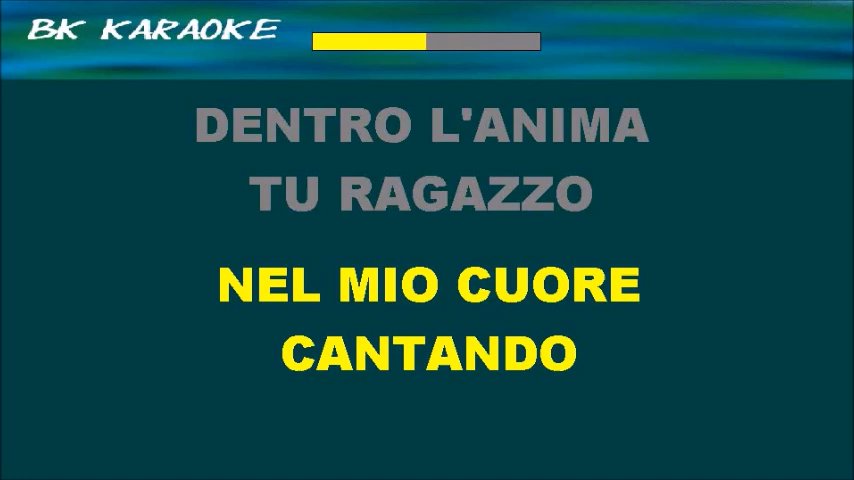 BK KARAOKE
DENTRO L'ANIMA
TU RAGAZZO
NEL MIO CUORE
CANTANDO